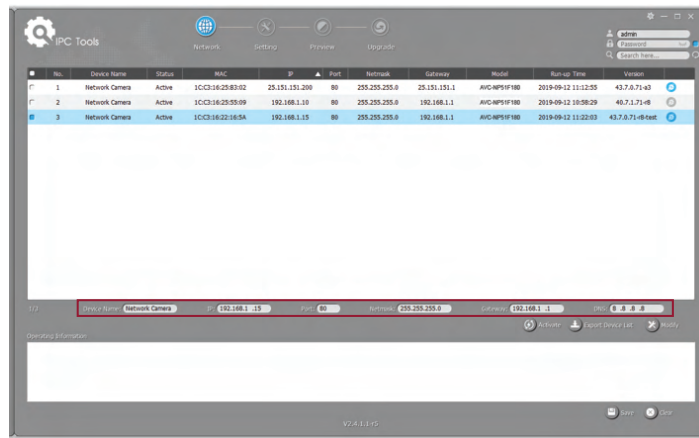 IPC Tools
Network Setting Preview Upgrade
admin
Password
Search here...
No. Device Name Status MAC IP Port Netmask Gateway Model Run-up Time Version
1 Network Camera Active 1C:C3:16:25:83:02 25.151.151.200 80 255.255.255.0 25.151.151.1 AVC-NP51F180 2019-09-12 11:12:55 43.7.0.71-a3
2 Network Camera Active 1C:C3:16:25:55:09 192.168.1.10 80 255.255.255.0 192.168.1.1 AVC-NP51F180 2019-09-12 10:58:29 40.7.1.71-r8
3 Network Camera Active 1C:C3:16:22:16:5A 192.168.1.15 80 255.255.255.0 192.168.1.1 AVC-NP51F180 2019-09-12 11:22:03 43.7.0.71-r8-test
1/3 Device Name: Network Camera IP: 192.168.1 .15 Port: 80 Netmask: 255.255.255.0 Gateway: 192.168.1 .1 DNS: 8 .8 .8 .8
Activate Export Device List Modify
Operating Information
Save Clear
V2.4.1.1-r5